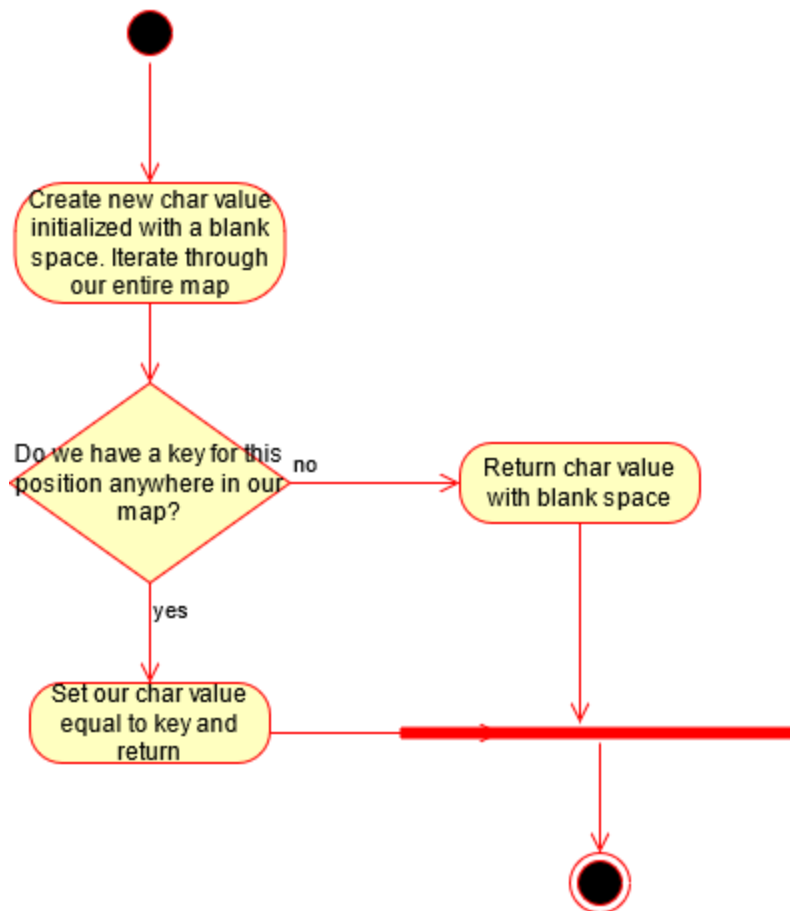 Create new char value
initialized with a blank
space. Iterate through
our entire map
Do we have a key for this
position anywhere in our
map?
no
Return char value
with blank space
yes
Set our char value
equal to key and
return